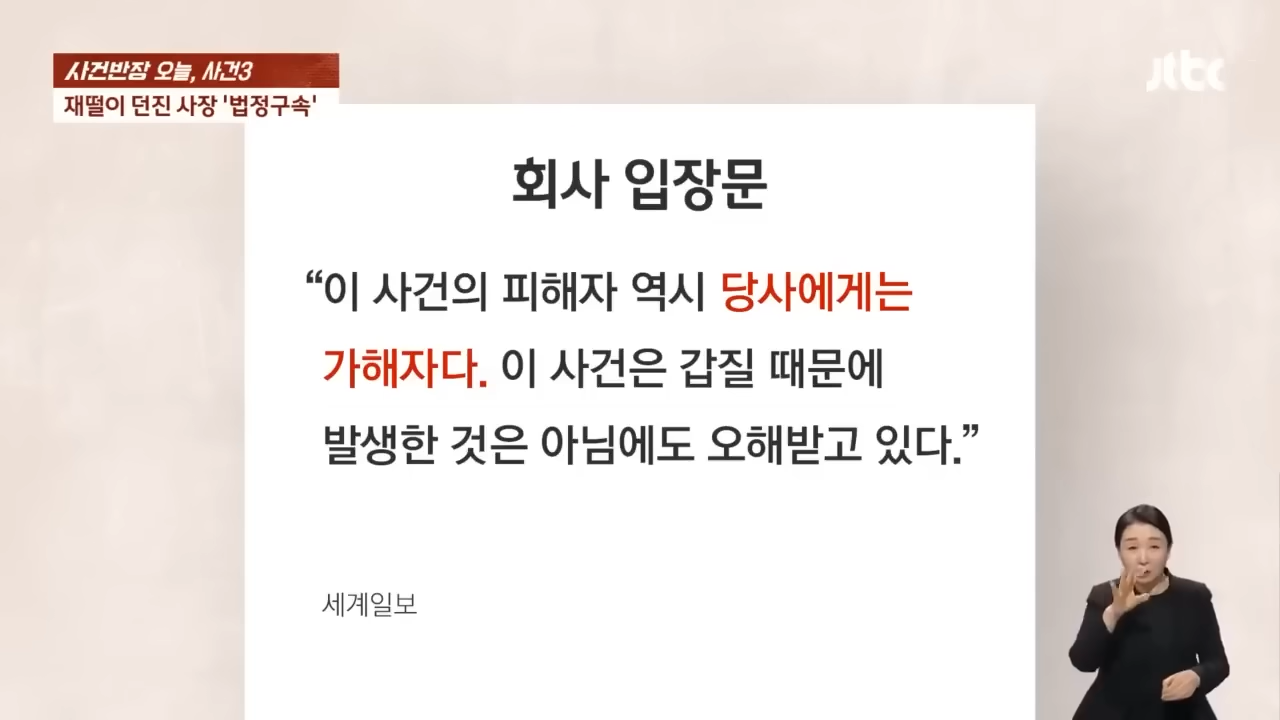 사건반장 오늘, 사건3
재떨이 던진 사장 '법정구속'
jtbc
회사 입장문
“이 사건의 피해자 역시 당사에게는
가해자다. 이 사건은 갑질 때문에
발생한 것은 아님에도 오해받고 있다.”
세계일보